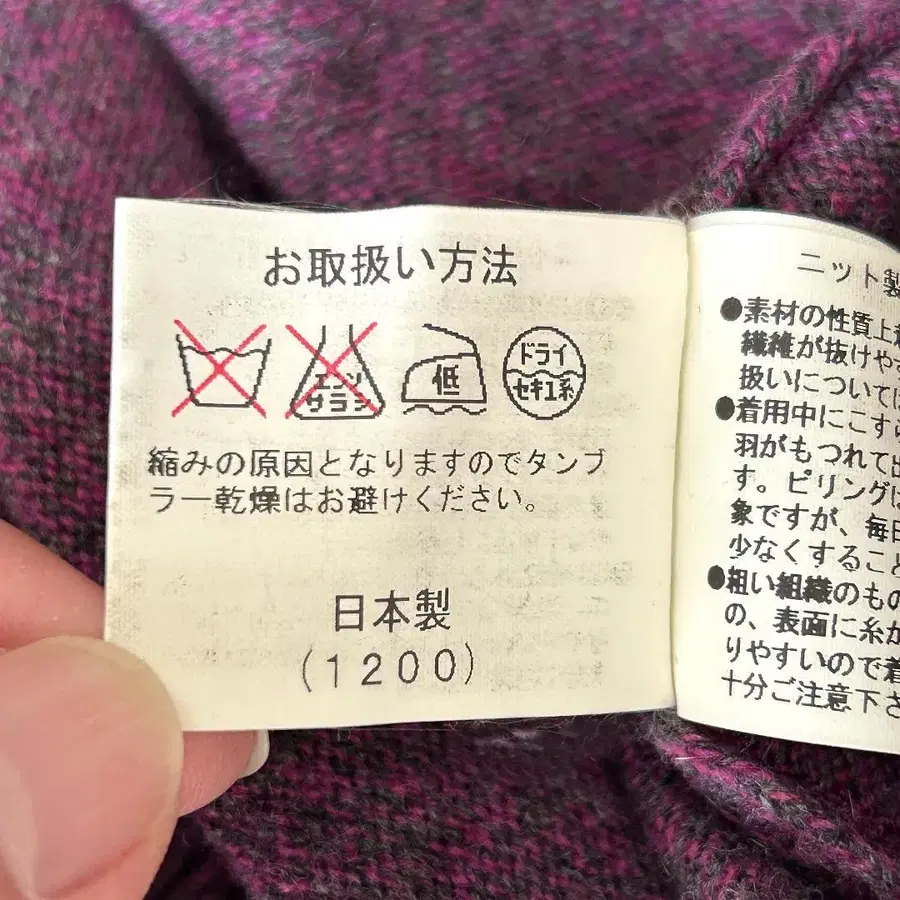 お取扱い方法
エンソ
サラシ
低
ドライ
セキユ系
縮みの原因となりますのでタンブ
ラー乾燥はお避けください。
日本製
(1200)
ニット製
●素材の性質上
繊維が抜けや
扱いについては
●着用中にこす
羽がもつれて出
す。ピリングは
象ですが、毎日
少なくすること
●粗い組織のもの
の、表面に糸が
りやすいので着
十分ご注意下さ